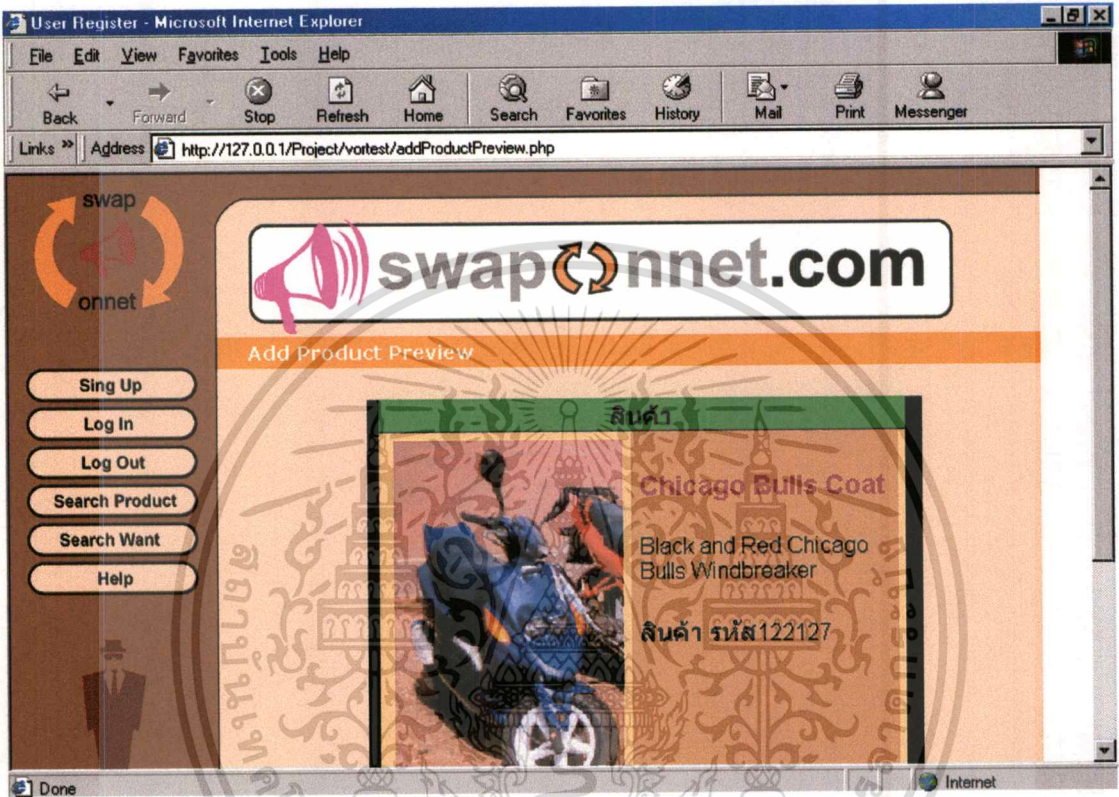 User Register - Microsoft Internet Explorer
File Edit View Favorites Tools Help
Back Forward Stop Refresh Home Search Favorites History Mail Print Messenger
Links » Address http://127.0.0.1/Project/vortest/addProductPreview.php
swap
onnet
swap nnet.com
Add Product Preview
Sing Up
Log In
Log Out
Search Product
Search Want
Help
สินค้า
Chicago Bulls Coat
Black and Red Chicago
Bulls Windbreaker
สินค้า รหัส122127
Done
Internet